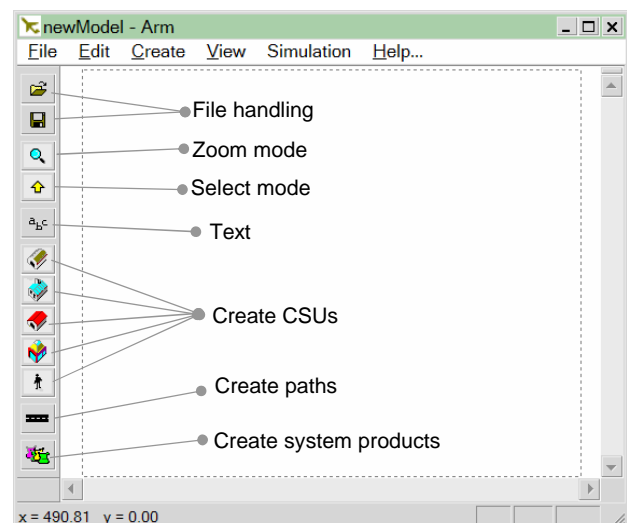 newModel - Arm
File Edit Create View Simulation Help...
File handling
Zoom mode
Select mode
abc Text
Create CSUs
Create paths
Create system products
x = 490.81 y = 0.00